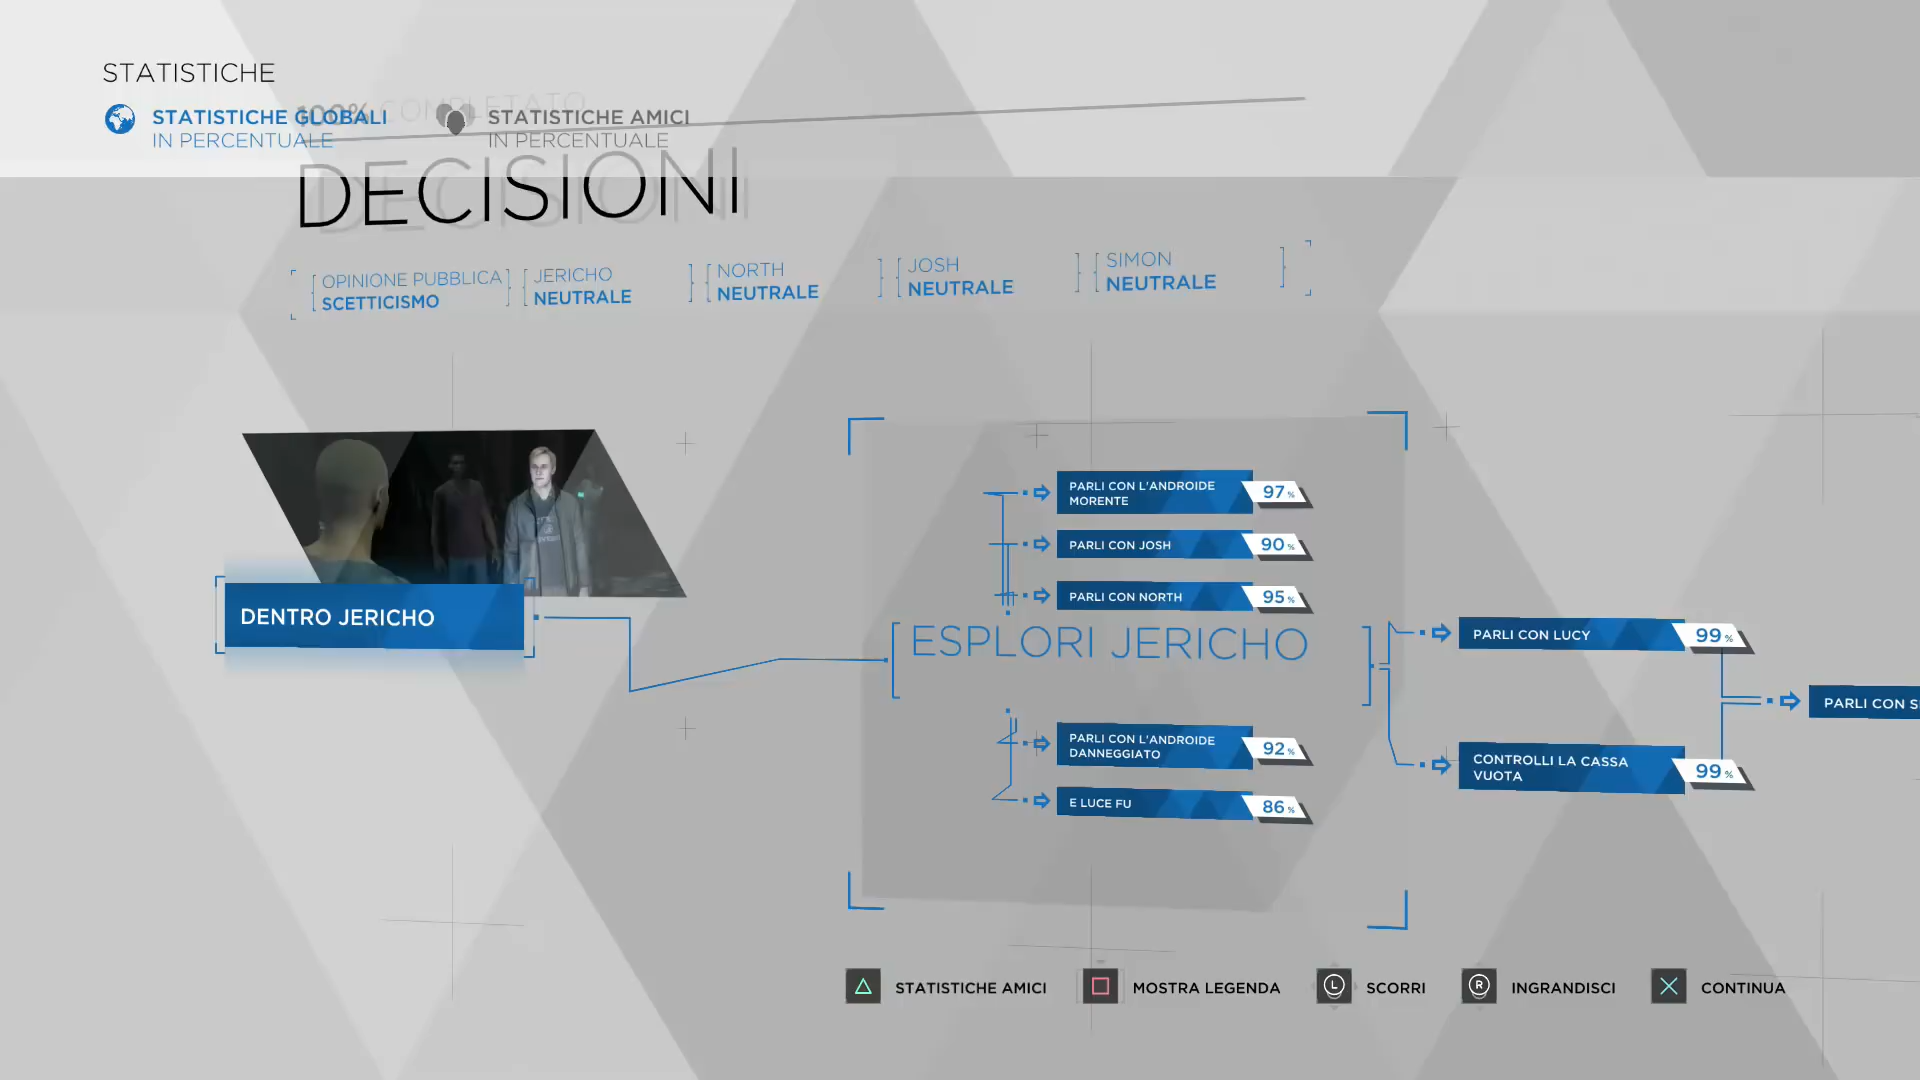 STATISTICHE
100% COMPLETATO
STATISTICHE GLOBALI
IN PERCENTUALE
STATISTICHE AMICI
IN PERCENTUALE
DECISIONI
OPINIONE PUBBLICA
SCETTICISMO
JERICHO
NEUTRALE
NORTH
NEUTRALE
JOSH
NEUTRALE
SIMON
NEUTRALE
DENTRO JERICHO
PARLI CON L'ANDROIDE
MORENTE
97%
PARLI CON JOSH
90%
PARLI CON NORTH
95%
ESPLORI JERICHO
PARLI CON L'ANDROIDE
DANNEGGIATO
92%
E LUCE FU
86%
PARLI CON LUCY
99%
CONTROLLI LA CASSA
VUOTA
99%
PARLI CON S
STATISTICHE AMICI
MOSTRA LEGENDA
L
SCORRI
R
INGRANDISCI
CONTINUA